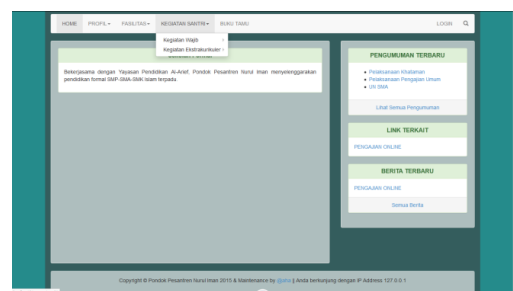 HOME PROFIL FASILITAS KEGIATAN SANTRI BUKU TAMU LOGIN
Kegiatan Wajib
Kegiatan Ekstrakurikuler
Bekerjasama dengan Yayasan Pendidikan Al-Arief, Pondok Pesantren Nurul Iman menyelenggarakan
pendidikan formal SMP-SMA-SMK Islam terpadu.
PENGUMUMAN TERBARU
Pelaksanaan Khataman
Pelaksanaan Pengajian Umum
UN SMA
Lihat Semua Pengumuman
LINK TERKAIT
PENGAJIAN ONLINE
BERITA TERBARU
PENGAJIAN ONLINE
Semua Berita
Copyright © Pondok Pesantren Nurul Iman 2015 & Maintenance by || Anda berkunjung dengan IP Address 127.0.0.1